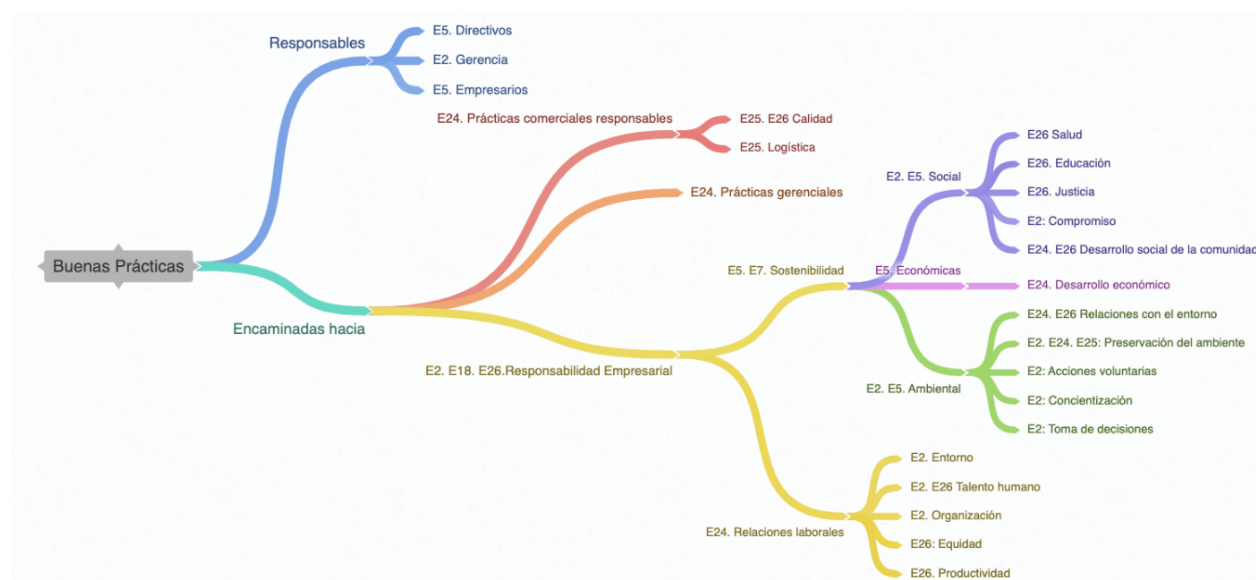 Buenas Prácticas
Responsables
E5. Directivos
E2. Gerencia
E5. Empresarios
Encaminadas hacia
E24. Prácticas comerciales responsables
E25. E26 Calidad
E25. Logística
E24. Prácticas gerenciales
E2. E18. E26.Responsabilidad Empresarial
E5. E7. Sostenibilidad
E2. E5. Social
E26 Salud
E26. Educación
E26. Justicia
E2: Compromiso
E24. E26 Desarrollo social de la comunidad
E5. Económicas
E24. Desarrollo económico
E2. E5. Ambiental
E24. E26 Relaciones con el entorno
E2. E24. E25: Preservación del ambiente
E2: Acciones voluntarias
E2: Concientización
E2: Toma de decisiones
E24. Relaciones laborales
E2. Entorno
E2. E26 Talento humano
E2. Organización
E26: Equidad
E26. Productividad